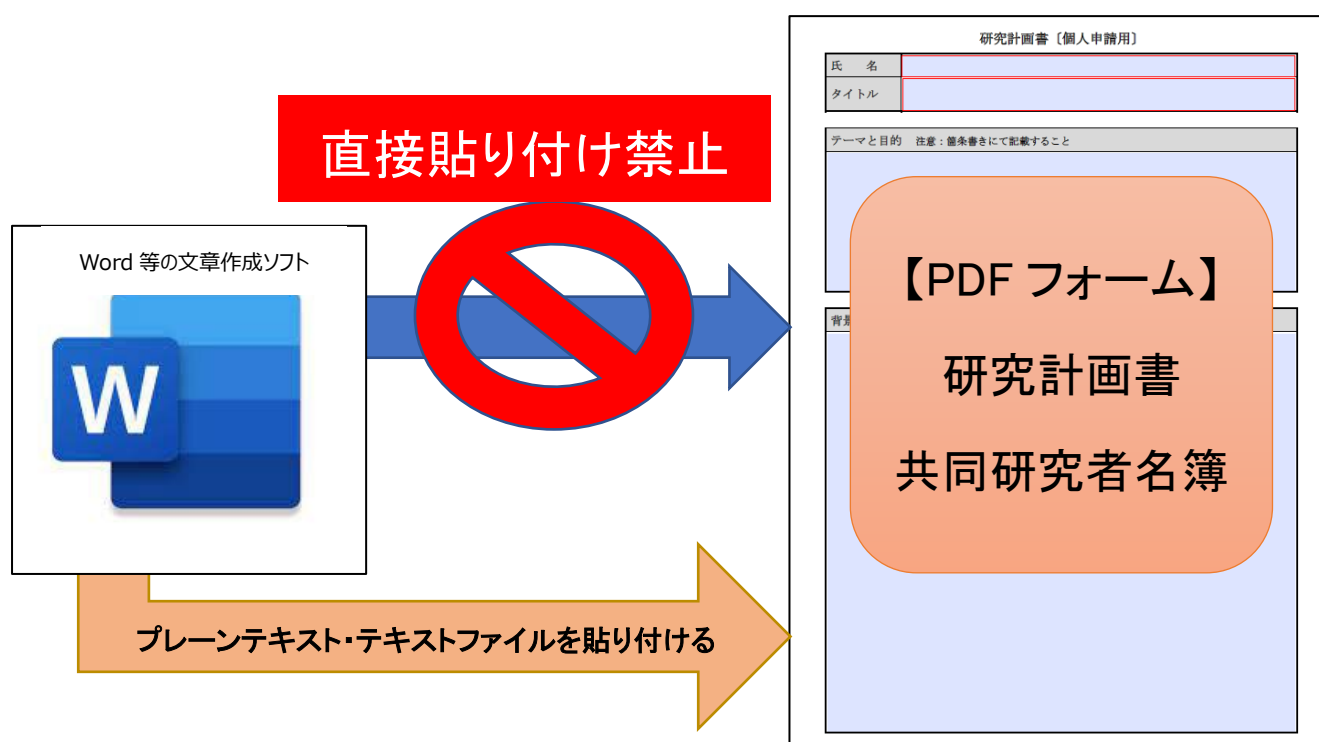 研究計画書〔個人申請用〕
氏　名
タイトル
直接貼り付け禁止
テーマと目的　注意：箇条書きにて記載すること
Word 等の文章作成ソフト
W
【PDF フォーム】
研究計画書
共同研究者名簿
背景
プレーンテキスト・テキストファイルを貼り付ける